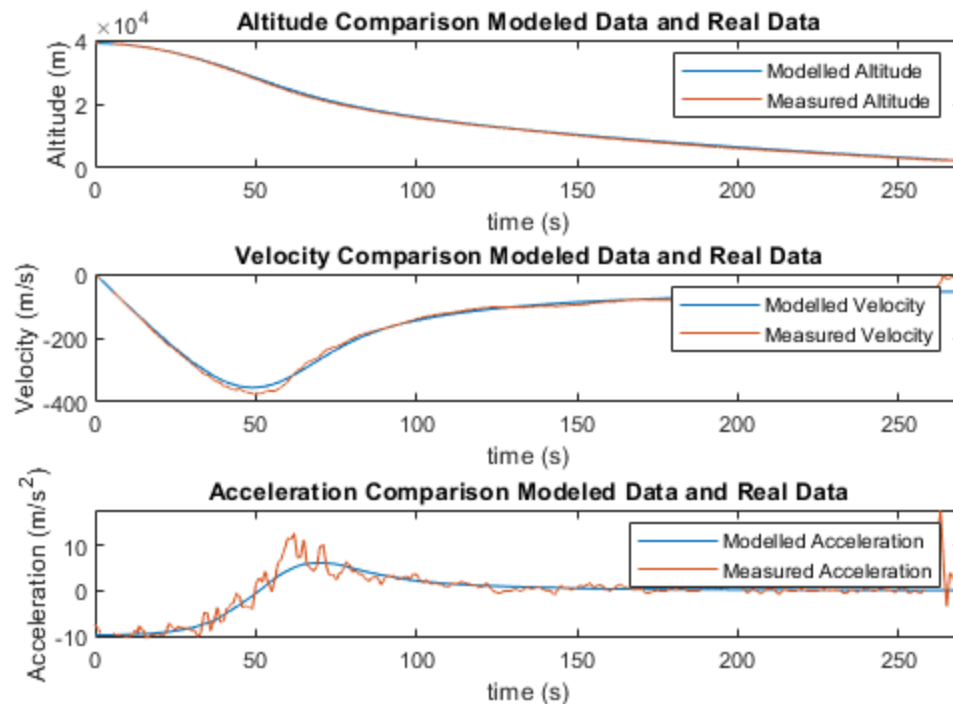 Altitude Comparison Modeled Data and Real Data
×10⁴
Altitude (m)
4
2
0
Modelled Altitude
Measured Altitude
0 50 100 150 200 250
time (s)
Velocity Comparison Modeled Data and Real Data
Velocity (m/s)
0
-200
-400
Modelled Velocity
Measured Velocity
0 50 100 150 200 250
time (s)
Acceleration Comparison Modeled Data and Real Data
Acceleration (m/s²)
10
0
-10
Modelled Acceleration
Measured Acceleration
0 50 100 150 200 250
time (s)